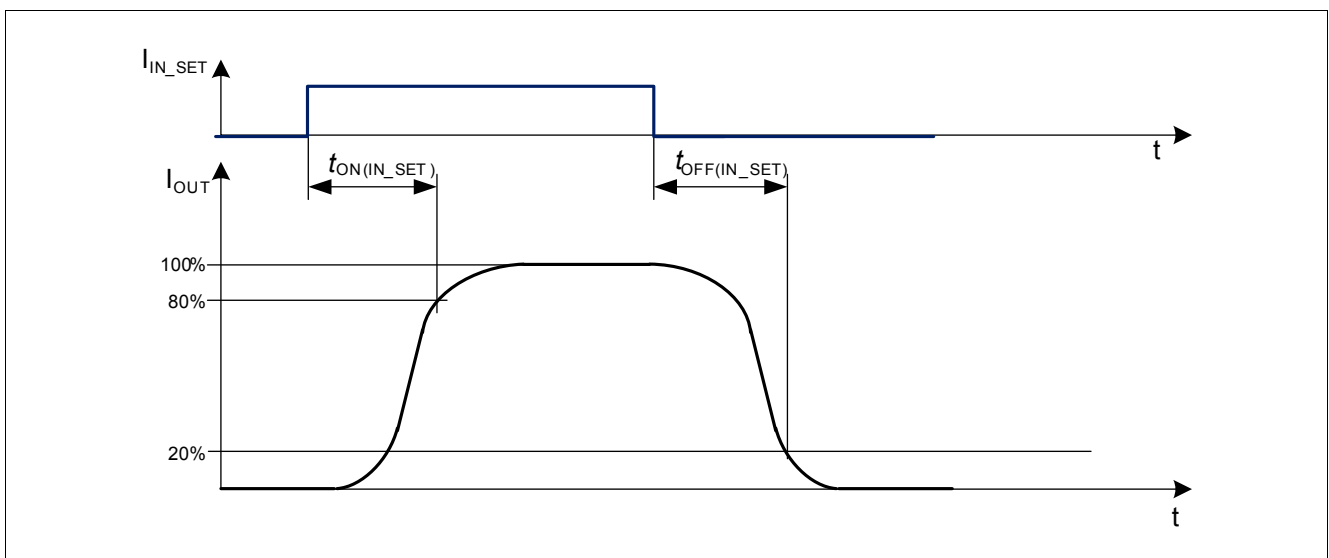 I_IN_SET
t
t_ON(IN_SET)
t_OFF(IN_SET)
I_OUT
100%
80%
20%
t